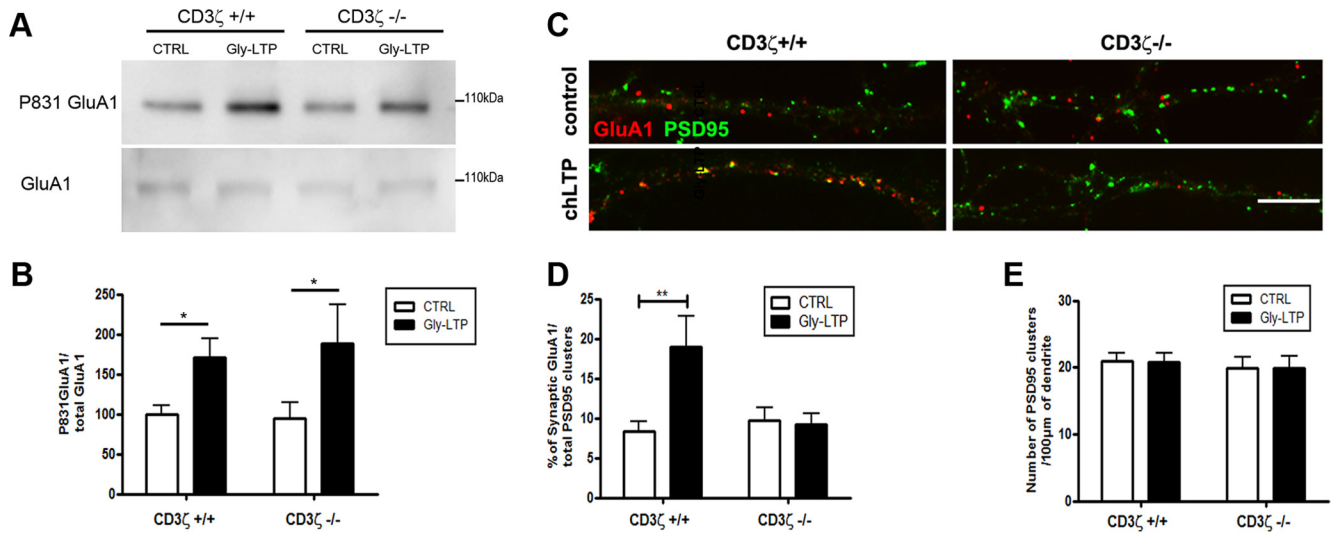 A
CD3ζ +/+ CD3ζ -/-
CTRL Gly-LTP CTRL Gly-LTP
P831 GluA1
110kDa
GluA1
110kDa
B
P831GluA1/
total GluA1
250
200
150
100
50
0
CTRL
Gly-LTP
*
*
CD3ζ +/+ CD3ζ -/-
C
CD3ζ+/+ CD3ζ-/-
control
GluA1 PSD95
chLTP
D
% of Synaptic GluA1/
total PSD95 clusters
25
20
15
10
5
0
**
CTRL
Gly-LTP
CD3ζ +/+ CD3ζ -/-
E
Number of PSD95 clusters
/100µm of dendrite
30
20
10
0
CTRL
Gly-LTP
CD3ζ +/+ CD3ζ -/-